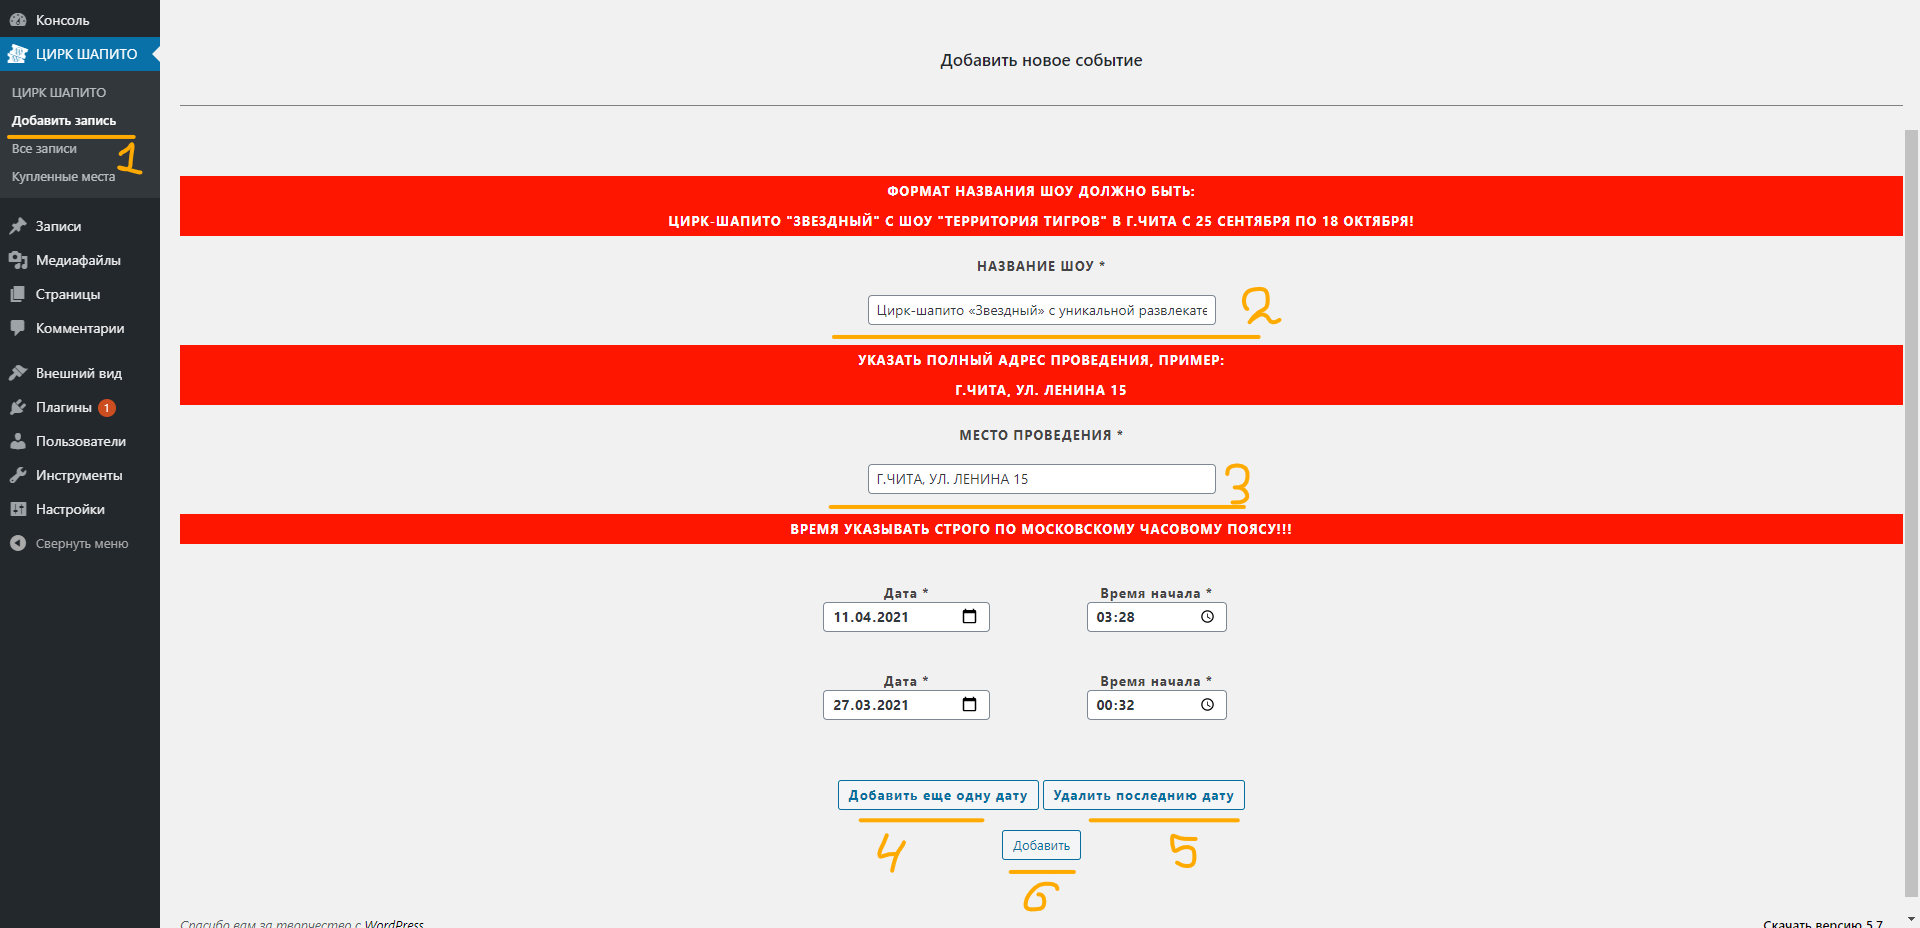 Консоль
ЦИРК ШАПИТО
ЦИРК ШАПИТО
Добавить запись
1
Все записи
Купленные места
Записи
Медиафайлы
Страницы
Комментарии
Внешний вид
Плагины 1
Пользователи
Инструменты
Настройки
Свернуть меню
Добавить новое событие
ФОРМАТ НАЗВАНИЯ ШОУ ДОЛЖНО БЫТЬ:
ЦИРК-ШАПИТО "ЗВЕЗДНЫЙ" С ШОУ "ТЕРРИТОРИЯ ТИГРОВ" В Г.ЧИТА С 25 СЕНТЯБРЯ ПО 18 ОКТЯБРЯ!
НАЗВАНИЕ ШОУ *
Цирк-шапито «Звездный» с уникальной развлекате
2
УКАЗАТЬ ПОЛНЫЙ АДРЕС ПРОВЕДЕНИЯ, ПРИМЕР:
Г.ЧИТА, УЛ. ЛЕНИНА 15
МЕСТО ПРОВЕДЕНИЯ *
Г.ЧИТА, УЛ. ЛЕНИНА 15
3
ВРЕМЯ УКАЗЫВАТЬ СТРОГО ПО МОСКОВСКОМУ ЧАСОВОМУ ПОЯСУ!!!
Дата * Время начала *
11.04.2021 03:28
Дата * Время начала *
27.03.2021 00:32
Добавить еще одну дату Удалить последнию дату
4 5
Добавить
6
Спасибо вам за творчество с WordPress
Скачать версию 5.7